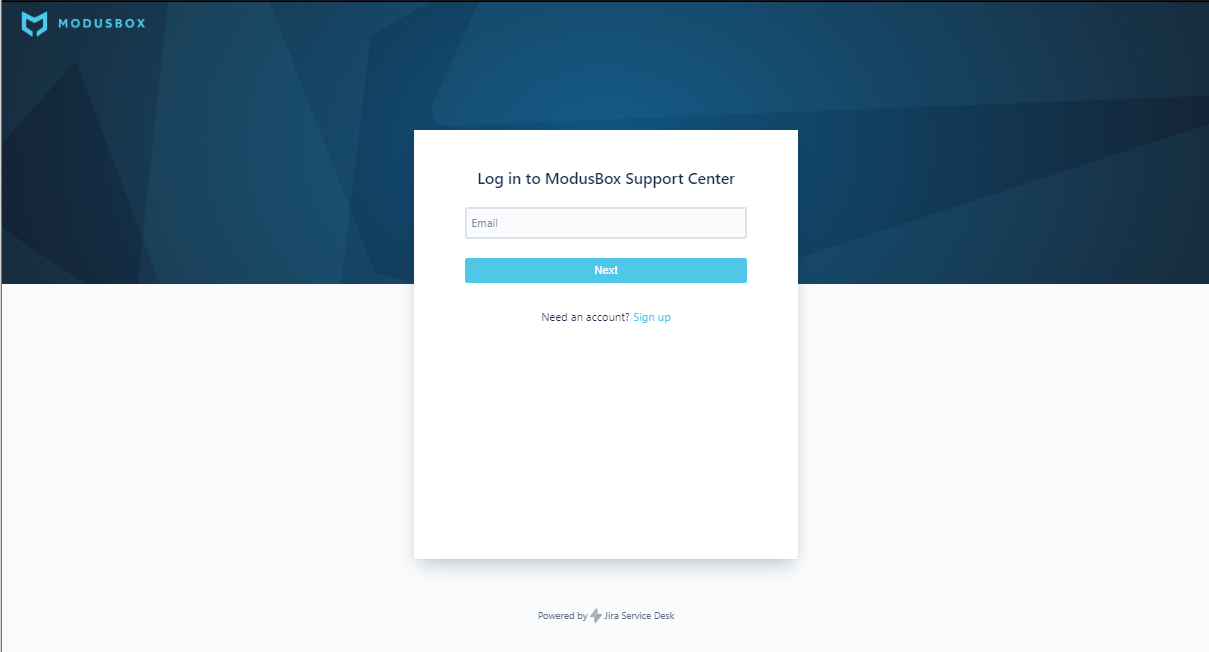 MODUSBOX
Log in to ModusBox Support Center
Email
Next
Need an account? Sign up
Powered by Jira Service Desk